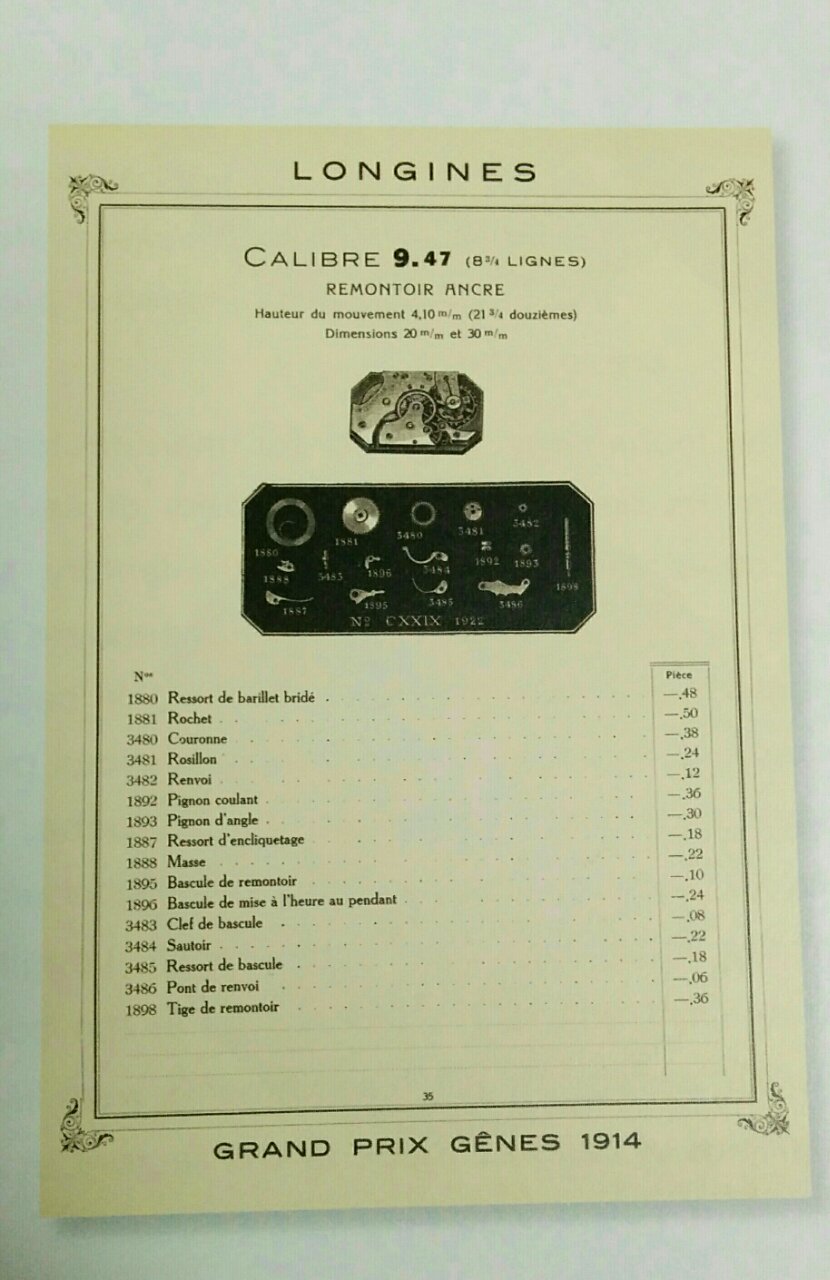 LONGINES
CALIBRE 9.47 (8 3/4 LIGNES)
REMONTOIR ANCRE
Hauteur du mouvement 4,10 m/m (21 3/4 douzièmes)
Dimensions 20 m/m et 30 m/m
1880 1881 3480 3481 3482
1888 3483 1896 3484 1892 1893 1898
1887 1895 3485 3486
Nº CXXIX 1922
Nos Pièce
1880 Ressort de barillet bridé —.48
1881 Rochet —.50
3480 Couronne —.38
3481 Rosillon —.24
3482 Renvoi —.12
1892 Pignon coulant —.36
1893 Pignon d'angle —.30
1887 Ressort d'encliquetage —.18
1888 Masse —.22
1895 Bascule de remontoir —.10
1896 Bascule de mise à l'heure au pendant —.24
3483 Clef de bascule —.08
3484 Sautoir —.22
3485 Ressort de bascule —.18
3486 Pont de renvoi —.06
1898 Tige de remontoir —.36
35
GRAND PRIX GÊNES 1914